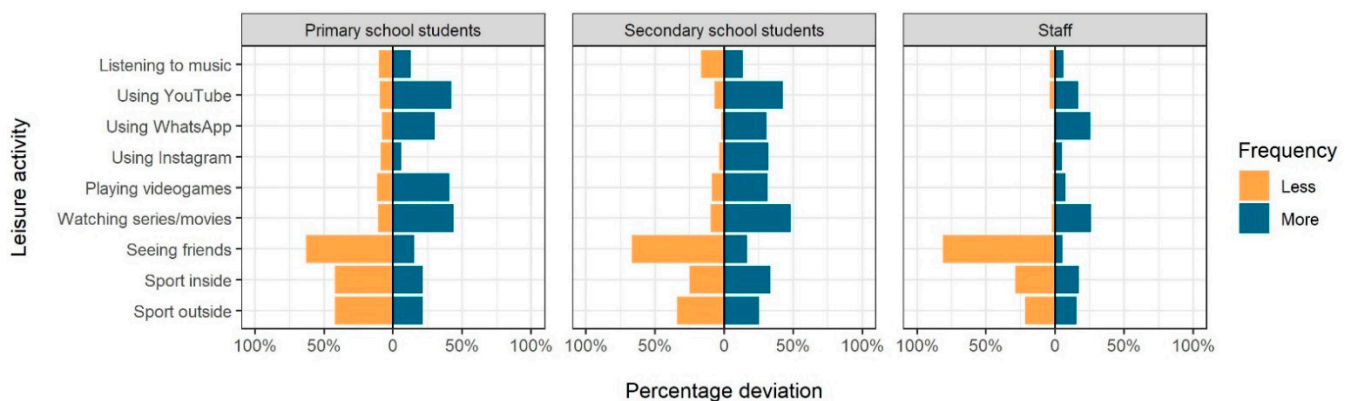 Primary school students
Secondary school students
Staff
Leisure activity
Listening to music
Using YouTube
Using WhatsApp
Using Instagram
Playing videogames
Watching series/movies
Seeing friends
Sport inside
Sport outside
100% 50% 0 50% 100%
100% 50% 0 50% 100%
100% 50% 0 50% 100%
Percentage deviation
Frequency
Less
More